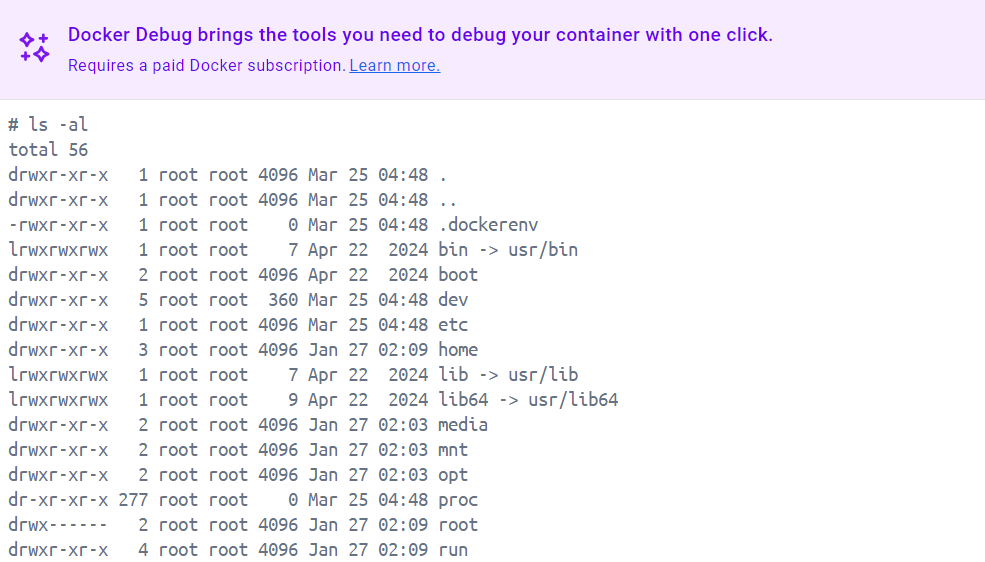 Docker Debug brings the tools you need to debug your container with one click.
Requires a paid Docker subscription. Learn more.
# ls -al
total 56
drwxr-xr-x   1 root root 4096 Mar 25 04:48 .
drwxr-xr-x   1 root root 4096 Mar 25 04:48 ..
-rwxr-xr-x   1 root root    0 Mar 25 04:48 .dockerenv
lrwxrwxrwx   1 root root    7 Apr 22  2024 bin -> usr/bin
drwxr-xr-x   2 root root 4096 Apr 22  2024 boot
drwxr-xr-x   5 root root  360 Mar 25 04:48 dev
drwxr-xr-x   1 root root 4096 Mar 25 04:48 etc
drwxr-xr-x   3 root root 4096 Jan 27 02:09 home
lrwxrwxrwx   1 root root    7 Apr 22  2024 lib -> usr/lib
lrwxrwxrwx   1 root root    9 Apr 22  2024 lib64 -> usr/lib64
drwxr-xr-x   2 root root 4096 Jan 27 02:03 media
drwxr-xr-x   2 root root 4096 Jan 27 02:03 mnt
drwxr-xr-x   2 root root 4096 Jan 27 02:03 opt
dr-xr-xr-x 277 root root    0 Mar 25 04:48 proc
drwx------   2 root root 4096 Jan 27 02:09 root
drwxr-xr-x   4 root root 4096 Jan 27 02:09 run